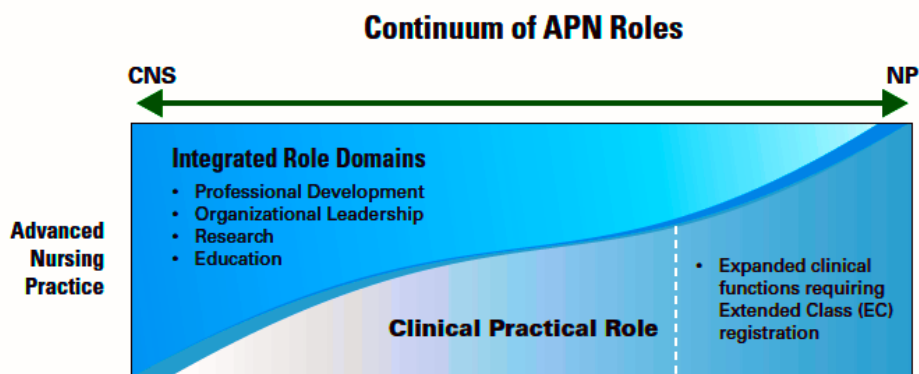 Continuum of APN Roles
CNS
NP
Integrated Role Domains
• Professional Development
• Organizational Leadership
• Research
• Education
Advanced
Nursing
Practice
• Expanded clinical
functions requiring
Extended Class (EC)
registration
Clinical Practical Role